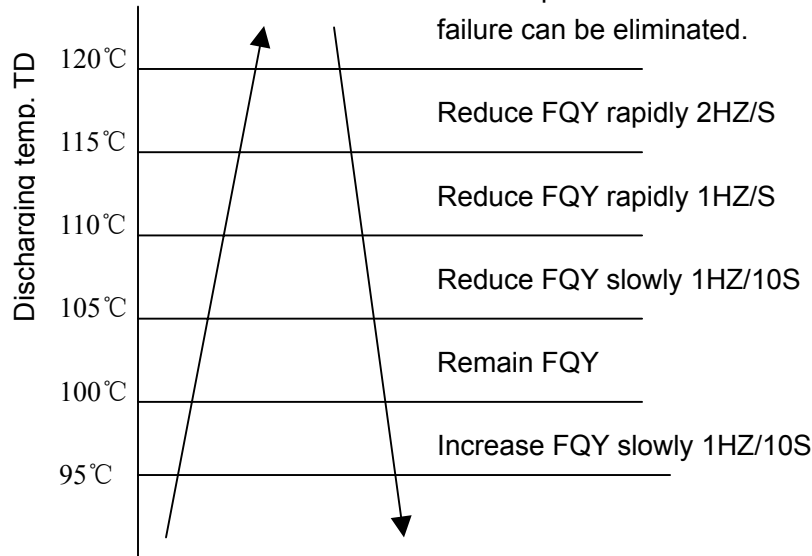 failure can be eliminated.
120℃
Reduce FQY rapidly 2HZ/S
115℃
Reduce FQY rapidly 1HZ/S
110℃
Reduce FQY slowly 1HZ/10S
105℃
Remain FQY
100℃
Increase FQY slowly 1HZ/10S
95℃
Discharging temp. TD